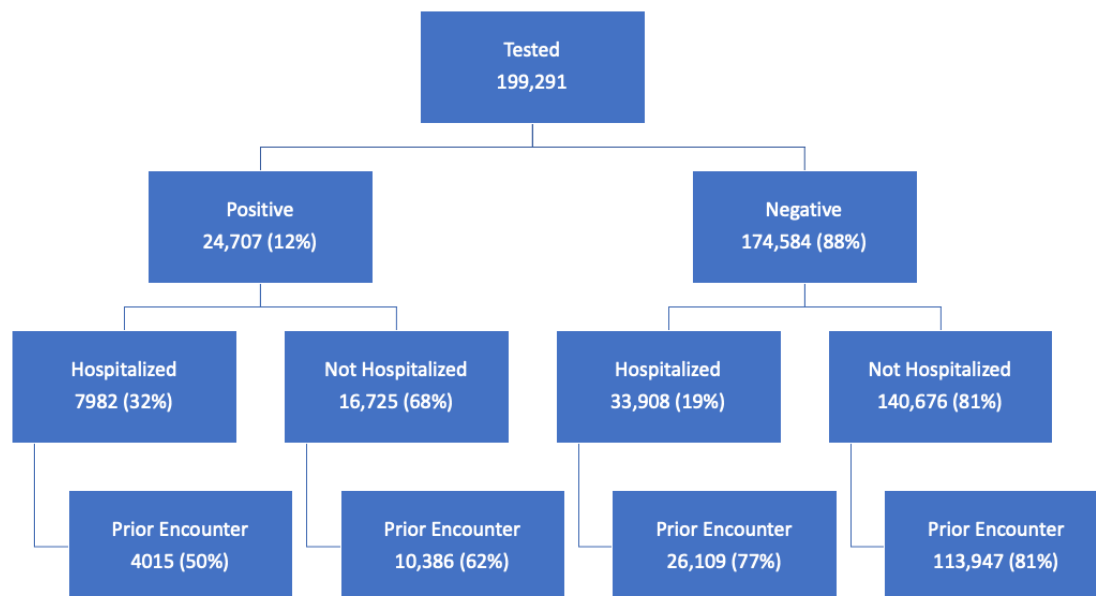 Tested
199,291
Positive
24,707 (12%)
Negative
174,584 (88%)
Hospitalized
7982 (32%)
Not Hospitalized
16,725 (68%)
Hospitalized
33,908 (19%)
Not Hospitalized
140,676 (81%)
Prior Encounter
4015 (50%)
Prior Encounter
10,386 (62%)
Prior Encounter
26,109 (77%)
Prior Encounter
113,947 (81%)